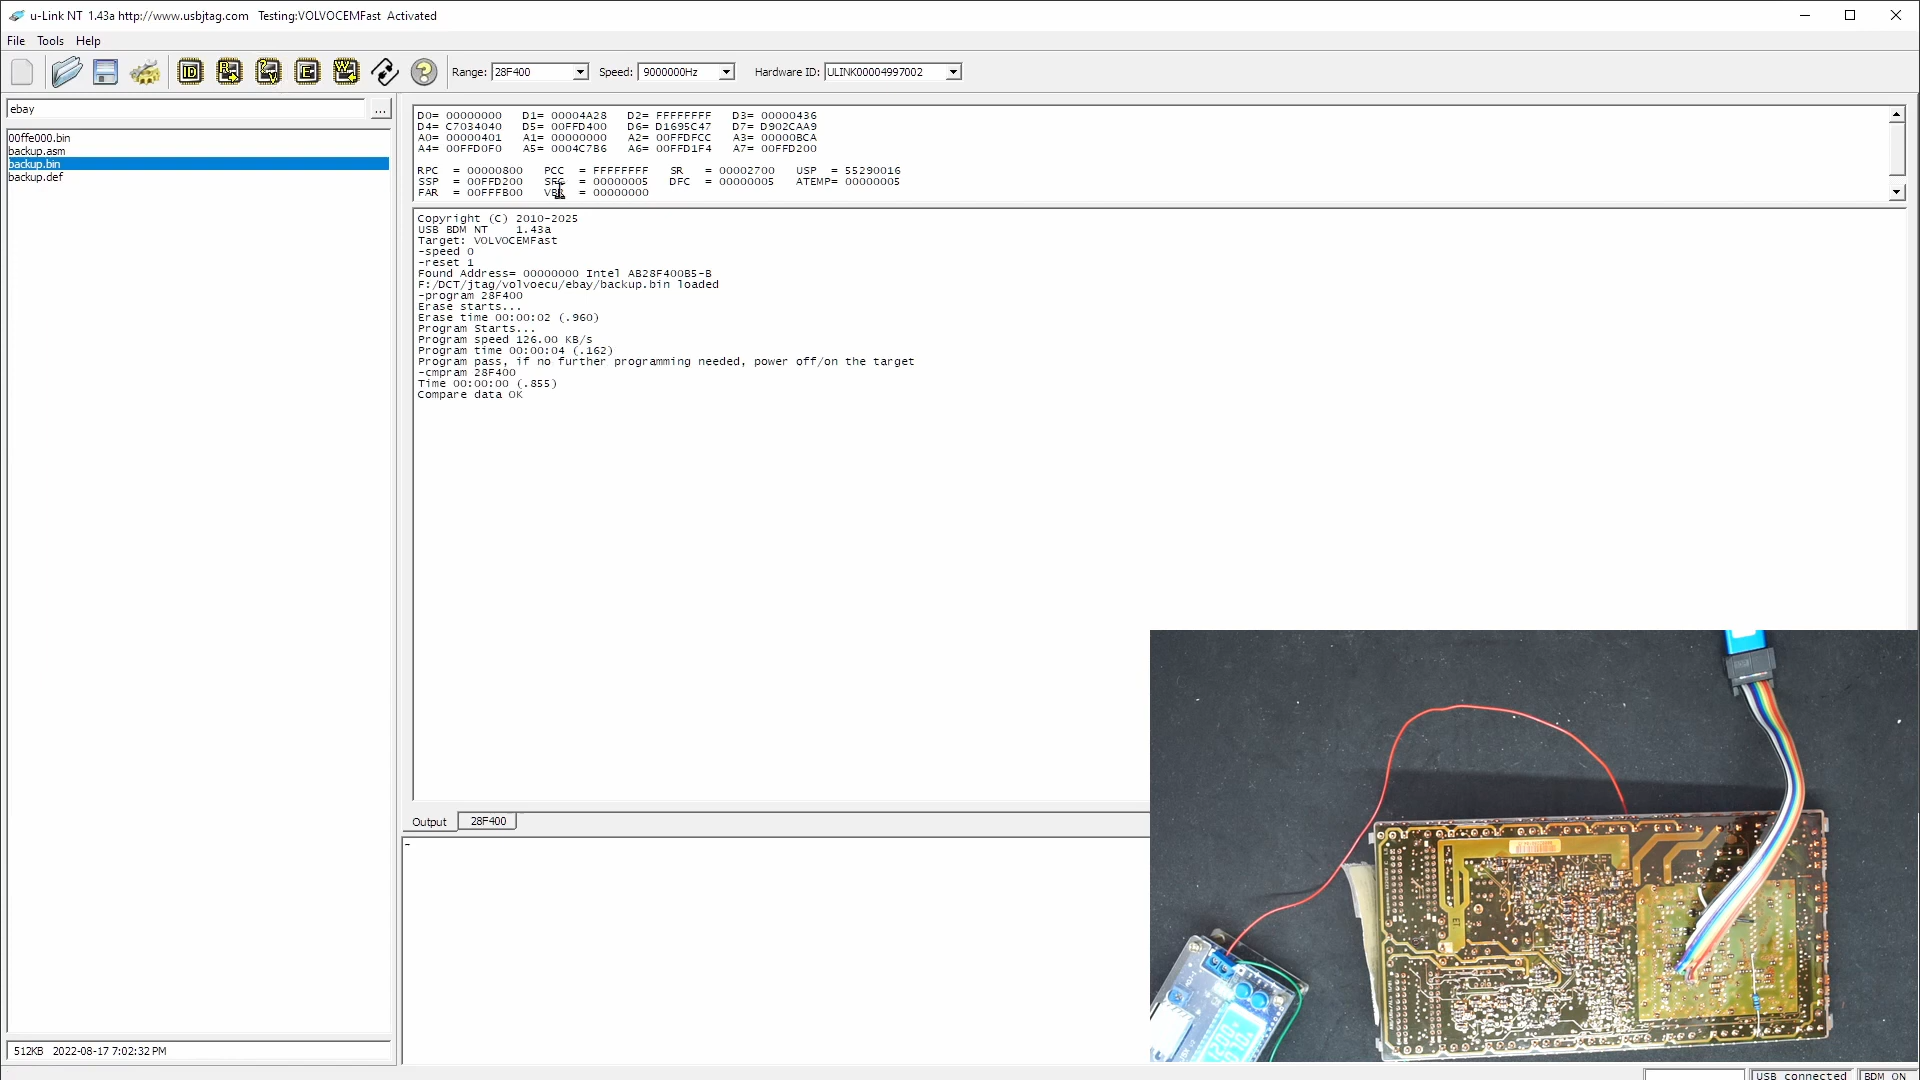 u-Link NT 1.43a http://www.usbjtag.com Testing:VOLVOCEMFast Activated
File Tools Help
ID R V E W ?
Range: 28F400 Speed: 9000000Hz Hardware ID: ULINK00004997002
ebay ...
00ffe000.bin
backup.asm
backup.bin
backup.def
512KB 2022-08-17 7:02:32 PM
D0= 00000000 D1= 00004A28 D2= FFFFFFFF D3= 00000436
D4= C7034040 D5= 00FFD400 D6= D1695C47 D7= D902CAA9
A0= 00000401 A1= 00000000 A2= 00FFDFCC A3= 00000BCA
A4= 00FFD0F0 A5= 0004C7B6 A6= 00FFD1F4 A7= 00FFD200
RPC = 00000800 PCC = FFFFFFFF SR = 00002700 USP = 55290016
SSP = 00FFD200 SFC = 00000005 DFC = 00000005 ATEMP= 00000005
FAR = 00FFFB00 VBR = 00000000
Copyright (C) 2010-2025
USB BDM NT 1.43a
Target: VOLVOCEMFast
-speed 0
-reset 1
Found Address= 00000000 Intel AB28F400B5-B
F:/DCT/jtag/volvoecu/ebay/backup.bin loaded
-program 28F400
Erase starts...
Erase time 00:00:02 (.960)
Program Starts...
Program speed 126.00 KB/s
Program time 00:00:04 (.162)
Program pass, if no further programming needed, power off/on the target
-cmpram 28F400
Time 00:00:00 (.855)
Compare data OK
Output 28F400
-
USB connected BDM ON